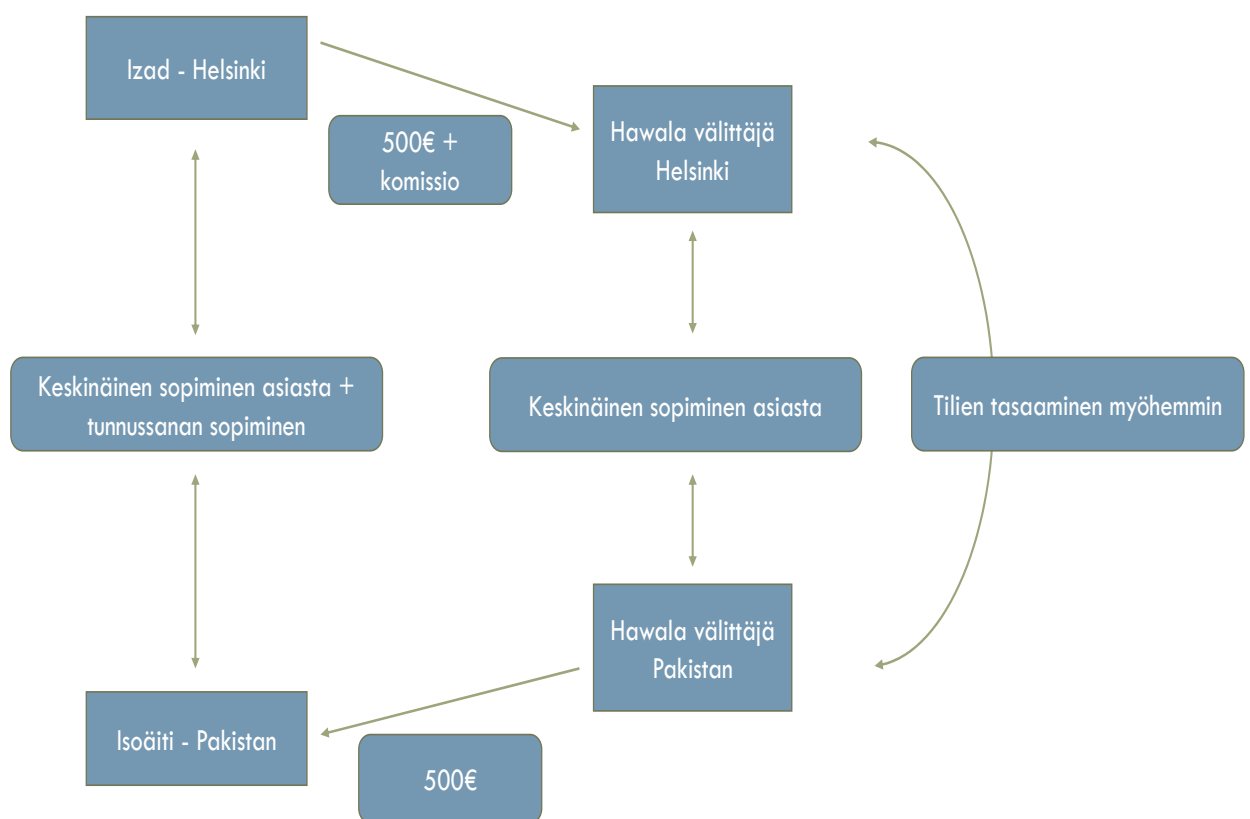 Izad - Helsinki
500€ +
komissio
Hawala välittäjä
Helsinki
Keskinäinen sopiminen asiasta +
tunnussanan sopiminen
Keskinäinen sopiminen asiasta
Tilien tasaaminen myöhemmin
Hawala välittäjä
Pakistan
Isoäiti - Pakistan
500€